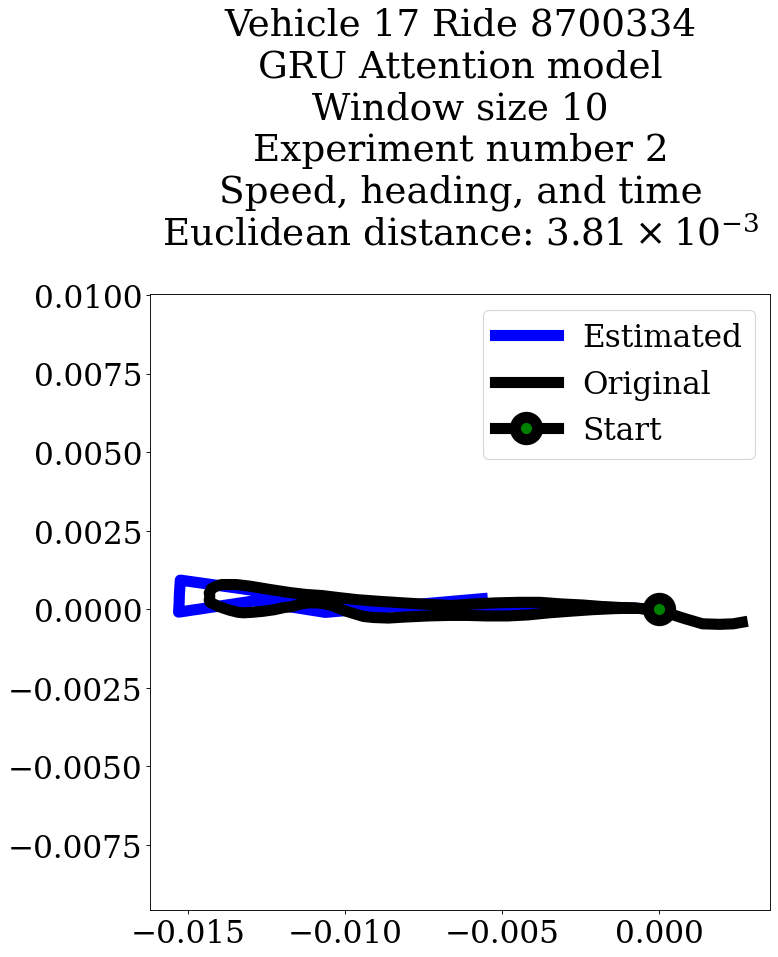 Vehicle 17 Ride 8700334
GRU Attention model
Window size 10
Experiment number 2
Speed, heading, and time
Euclidean distance: 3.81 × 10⁻³
0.0100
0.0075
0.0050
0.0025
0.0000
−0.0025
−0.0050
−0.0075
Estimated
Original
Start
−0.015
−0.010
−0.005
0.000